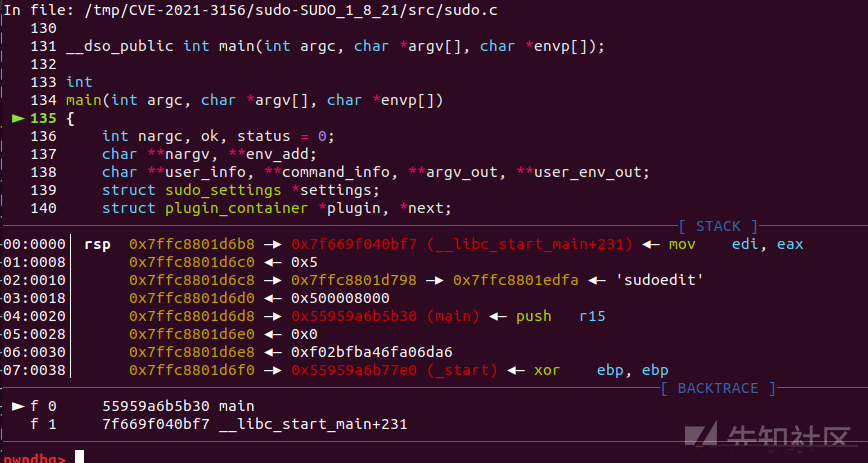 In file: /tmp/CVE-2021-3156/sudo-SUDO_1_8_21/src/sudo.c
130
131 __dso_public int main(int argc, char *argv[], char *envp[]);
132
133 int
134 main(int argc, char *argv[], char *envp[])
► 135 {
136     int nargc, ok, status = 0;
137     char **nargv, **env_add;
138     char **user_info, **command_info, **argv_out, **user_env_out;
139     struct sudo_settings *settings;
140     struct plugin_container *plugin, *next;
[ STACK ]
00:0000│ rsp 0x7ffc8801d6b8 —▸ 0x7f669f040bf7 (__libc_start_main+231) ◂— mov    edi, eax
01:0008│     0x7ffc8801d6c0 ◂— 0x5
02:0010│     0x7ffc8801d6c8 —▸ 0x7ffc8801d798 —▸ 0x7ffc8801edfa ◂— 'sudoedit'
03:0018│     0x7ffc8801d6d0 ◂— 0x500008000
04:0020│     0x7ffc8801d6d8 —▸ 0x55959a6b5b30 (main) ◂— push   r15
05:0028│     0x7ffc8801d6e0 ◂— 0x0
06:0030│     0x7ffc8801d6e8 ◂— 0xf02bfba46fa06da6
07:0038│     0x7ffc8801d6f0 —▸ 0x55959a6b77e0 (_start) ◂— xor    ebp, ebp
[ BACKTRACE ]
► f 0     55959a6b5b30 main
f 1     7f669f040bf7 __libc_start_main+231
pwndbg>
先知社区